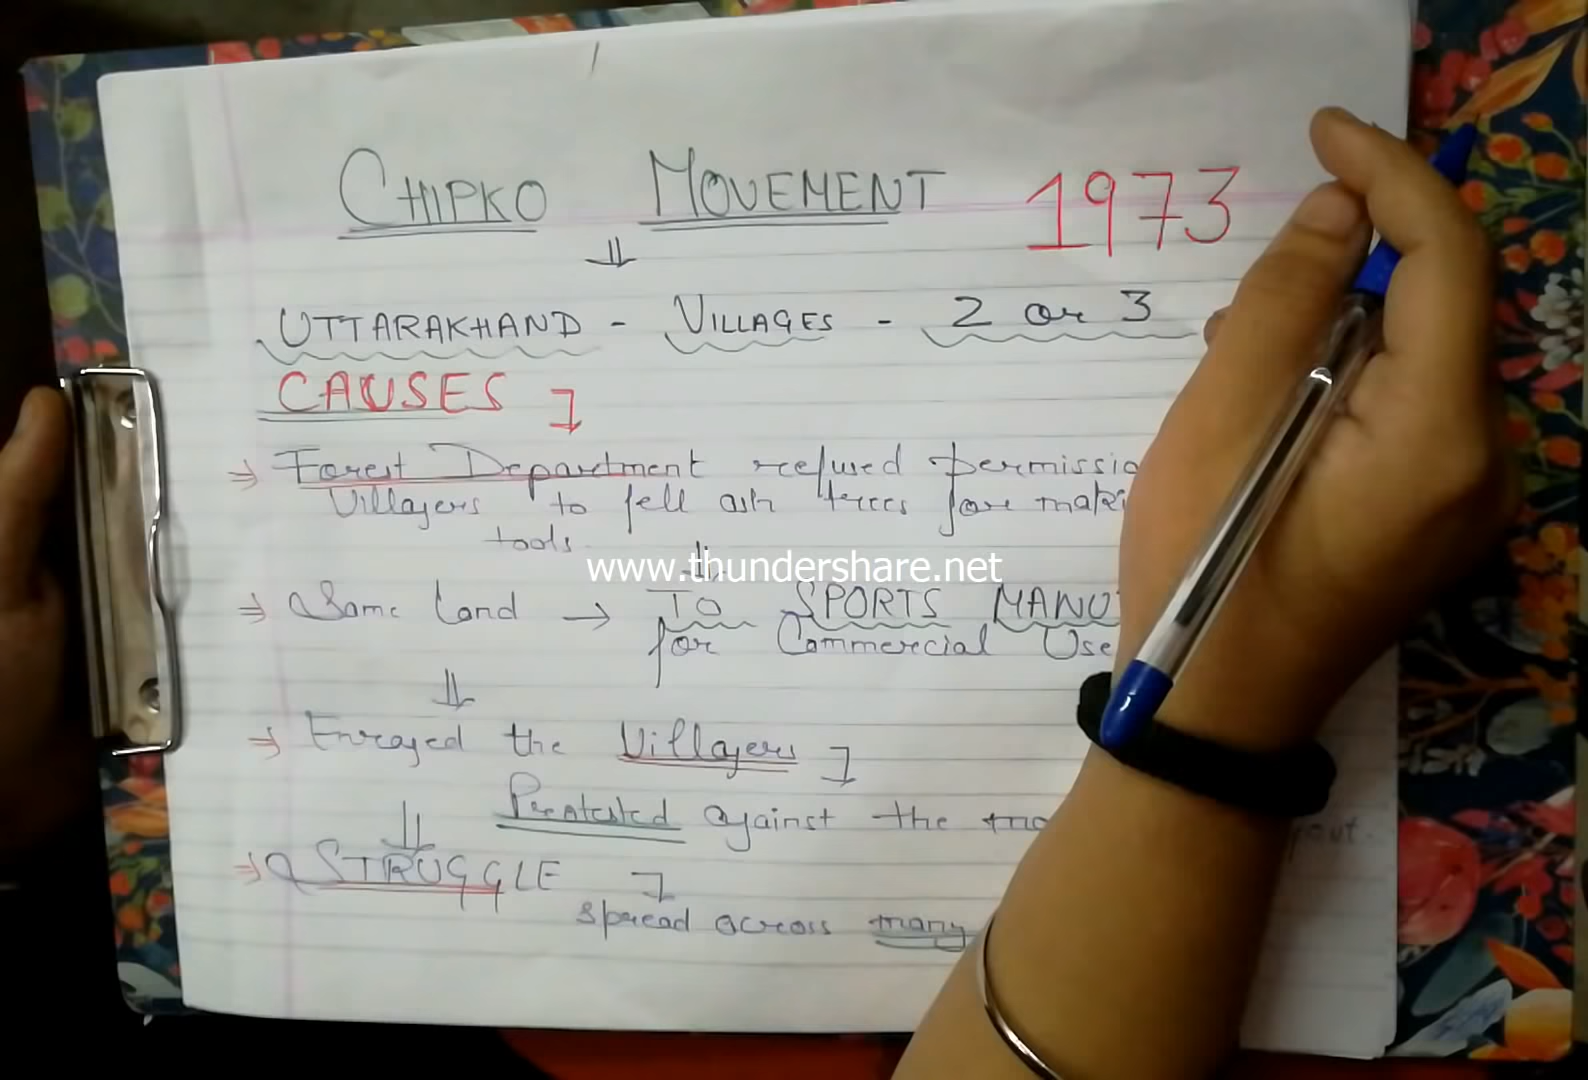 CHIPKO MOVEMENT 1973
UTTARAKHAND - VILLAGES - 2 or 3
CAUSES
⇒ Forest Department refused permissio
Villagers to fell ash trees for maki
tools
www.thundershare.net
⇒ Same land → TO SPORTS MANU
for Commercial Use
⇒ Enraged the Villagers
Protested against the
⇒ STRUGGLE
spread across many